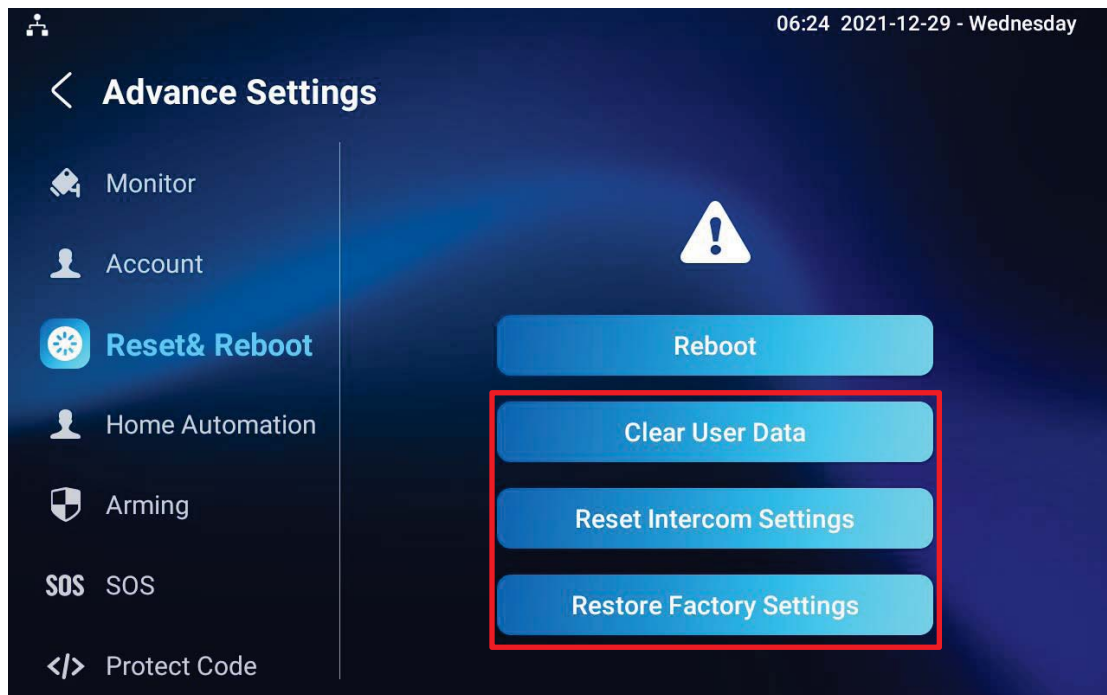 06:24 2021-12-29 - Wednesday
Advance Settings
Monitor
Account
Reset& Reboot
Home Automation
Arming
SOS SOS
</> Protect Code
!
Reboot
Clear User Data
Reset Intercom Settings
Restore Factory Settings